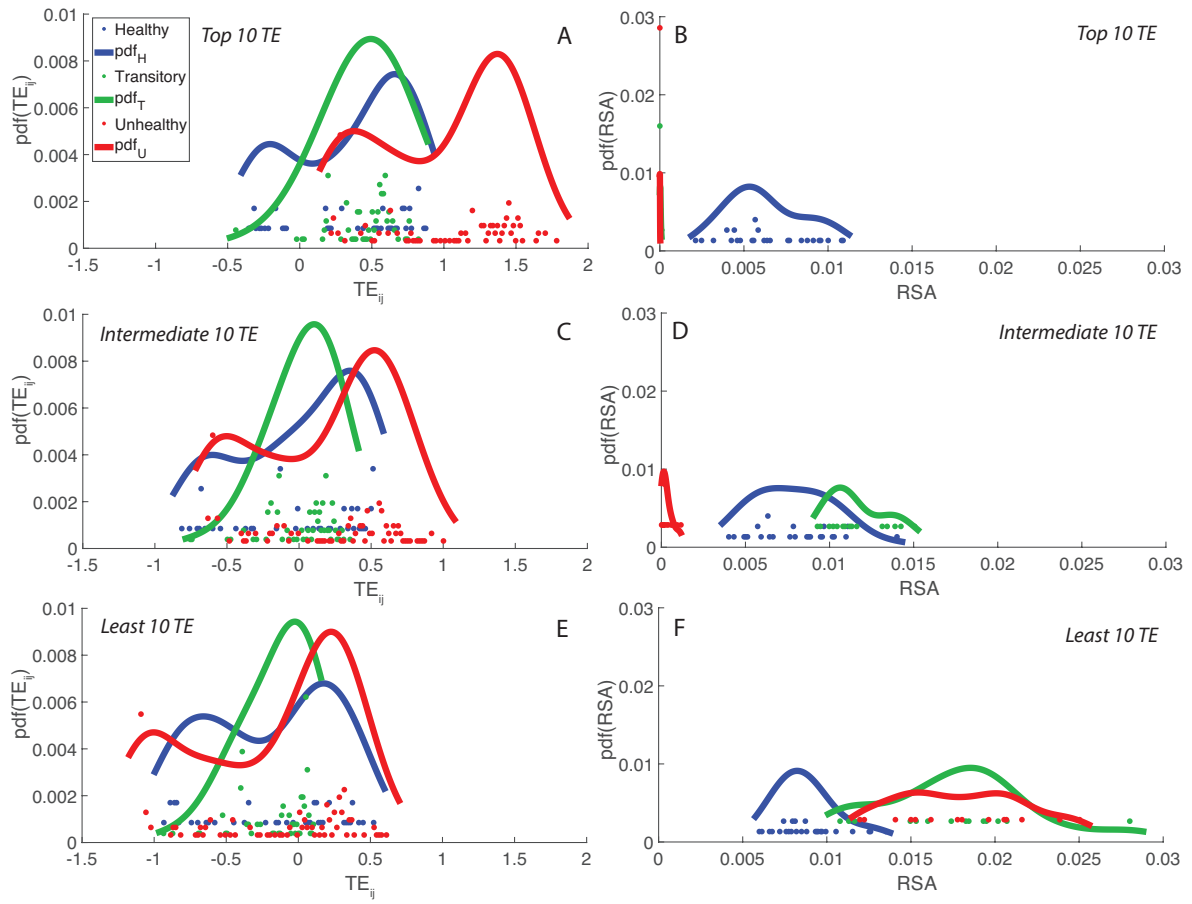 0.01
0.008
0.006
0.004
0.002
0
pdf(TE_ij)
Healthy
pdf_H
Transitory
pdf_T
Unhealthy
pdf_U
Top 10 TE
A
-1.5 -1 -0.5 0 0.5 1 1.5 2
TE_ij
0.03
0.02
0.01
0
pdf(RSA)
B
Top 10 TE
0 0.005 0.01 0.015 0.02 0.025 0.03
RSA
0.01
0.008
0.006
0.004
0.002
0
pdf(TE_ij)
Intermediate 10 TE
C
-1.5 -1 -0.5 0 0.5 1 1.5 2
TE_ij
0.03
0.02
0.01
0
pdf(RSA)
D
Intermediate 10 TE
0 0.005 0.01 0.015 0.02 0.025 0.03
RSA
0.01
0.008
0.006
0.004
0.002
0
pdf(TE_ij)
Least 10 TE
E
-1.5 -1 -0.5 0 0.5 1 1.5 2
TE_ij
0.03
0.02
0.01
0
pdf(RSA)
F
Least 10 TE
0.005 0.01 0.015 0.02 0.025 0.03
RSA